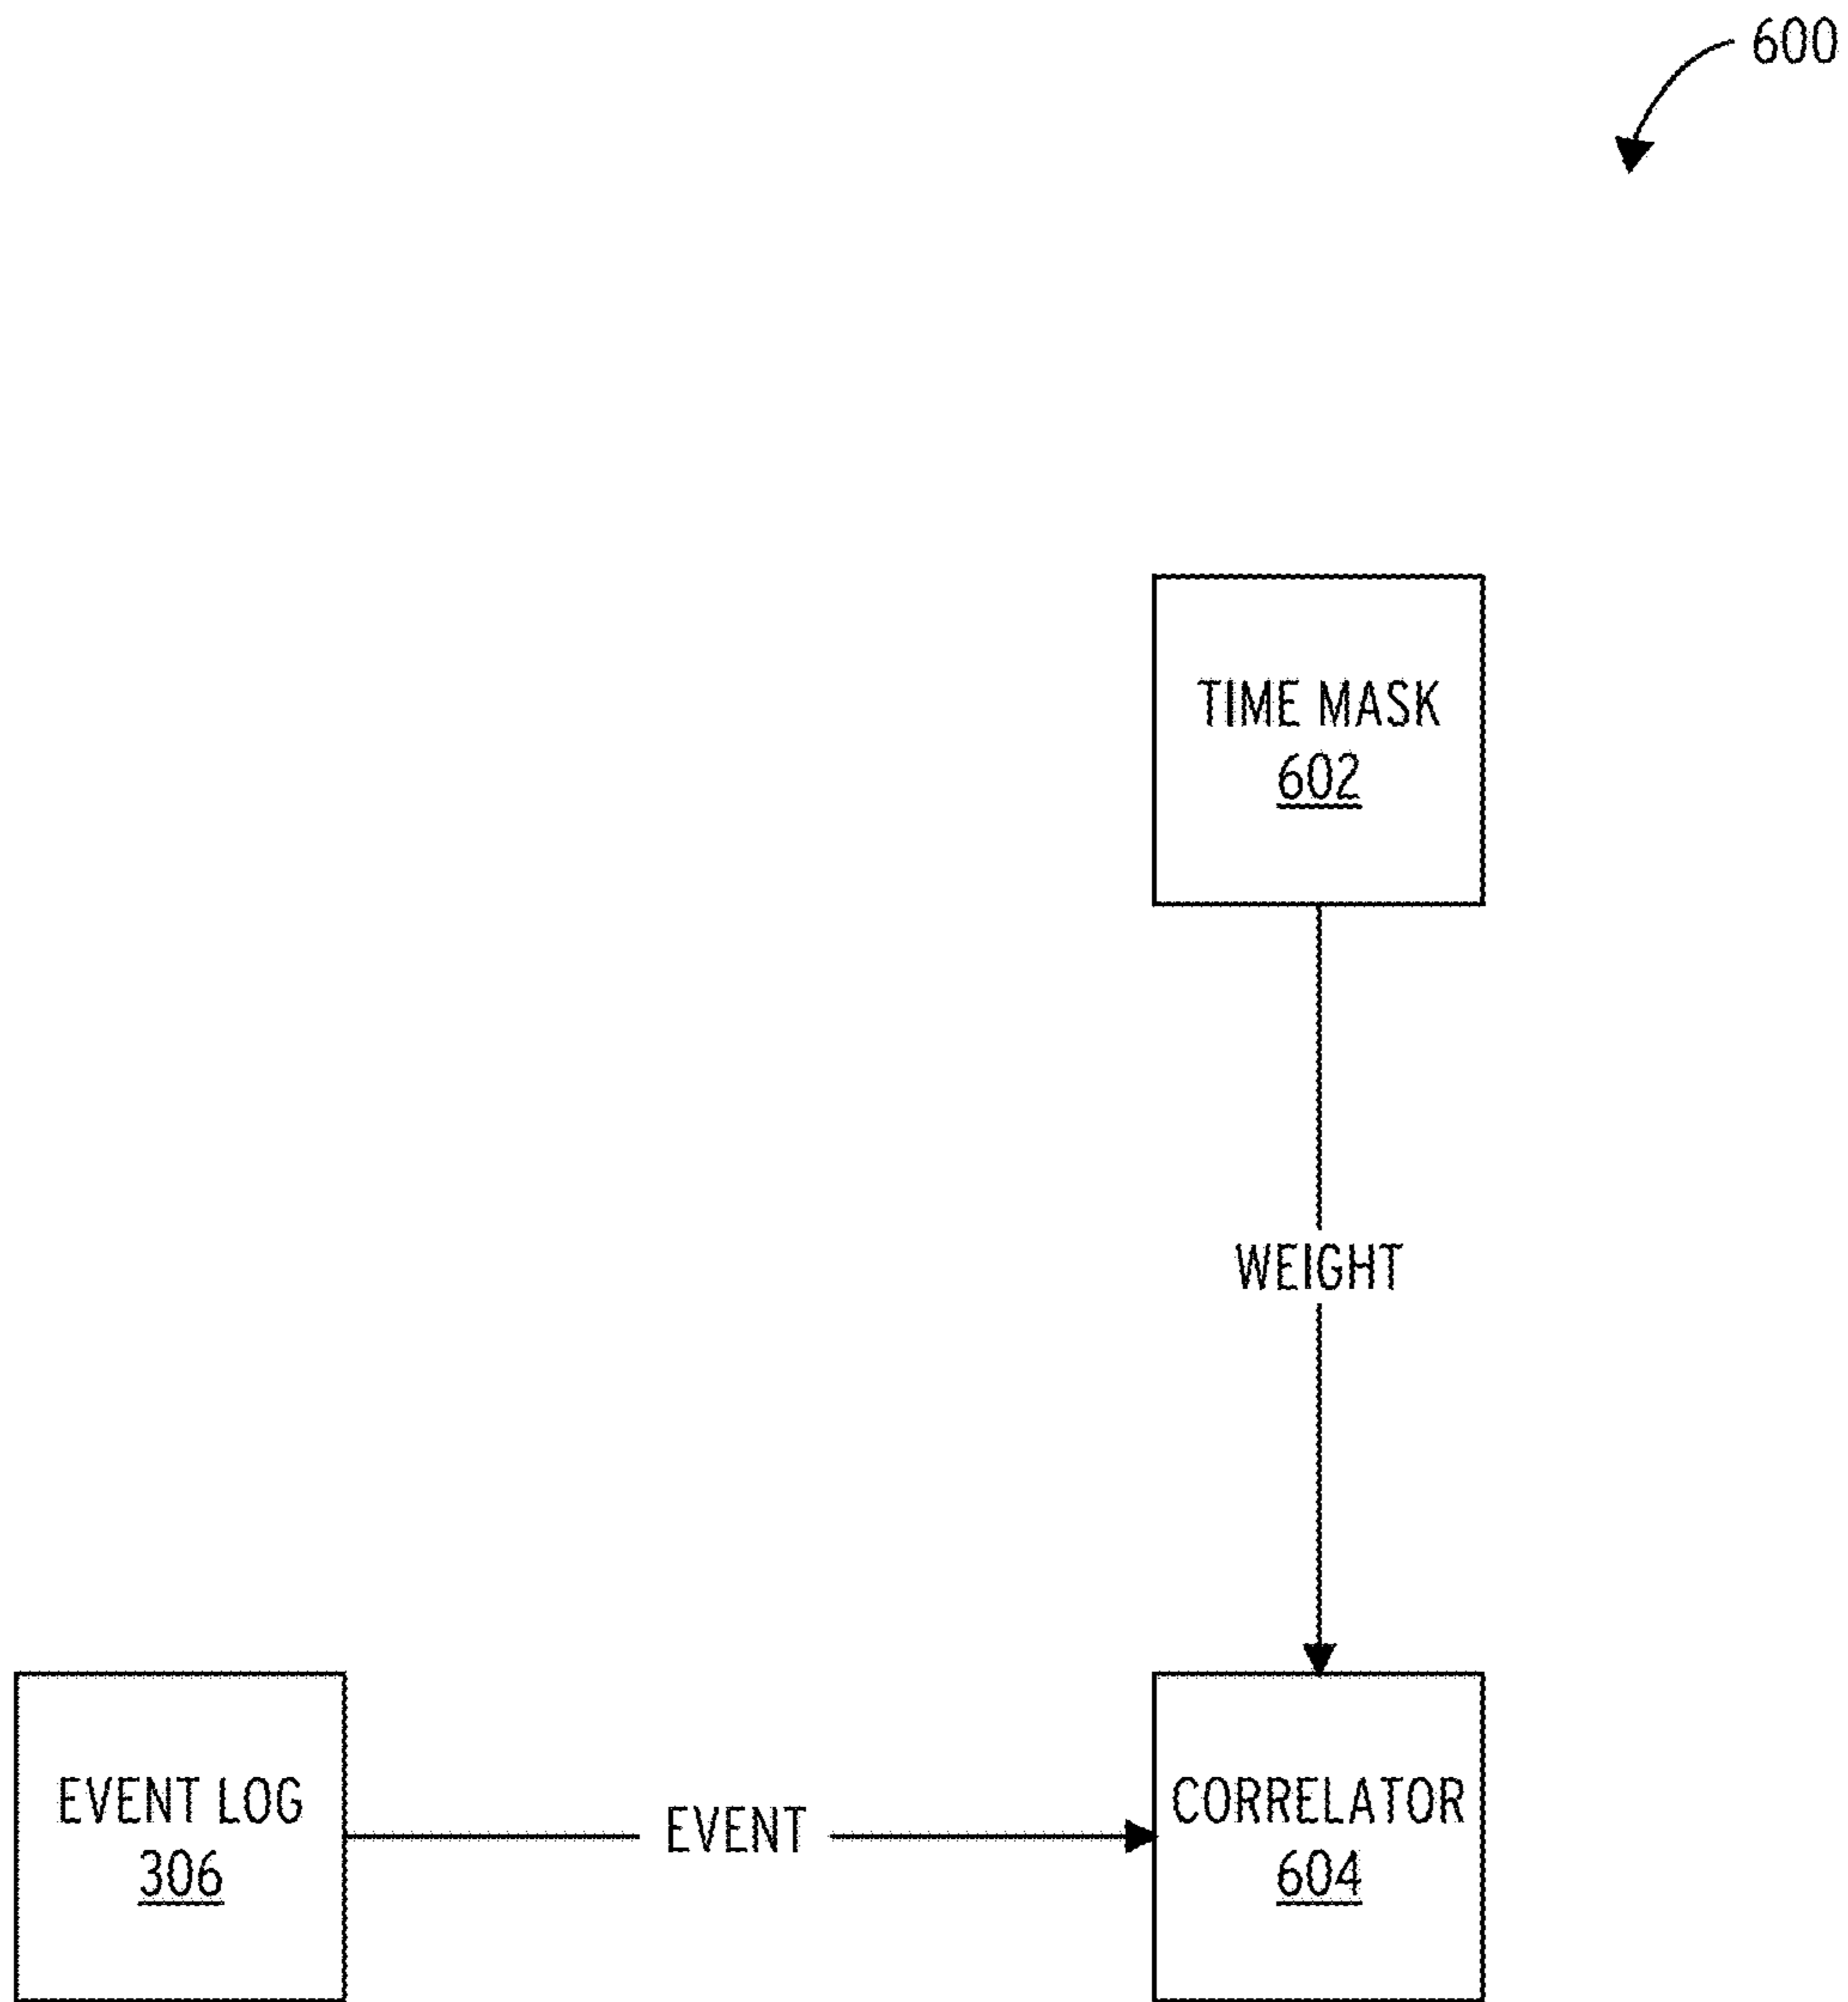 600
TIME MASK
602
WEIGHT
EVENT LOG
306
EVENT
CORRELATOR
604